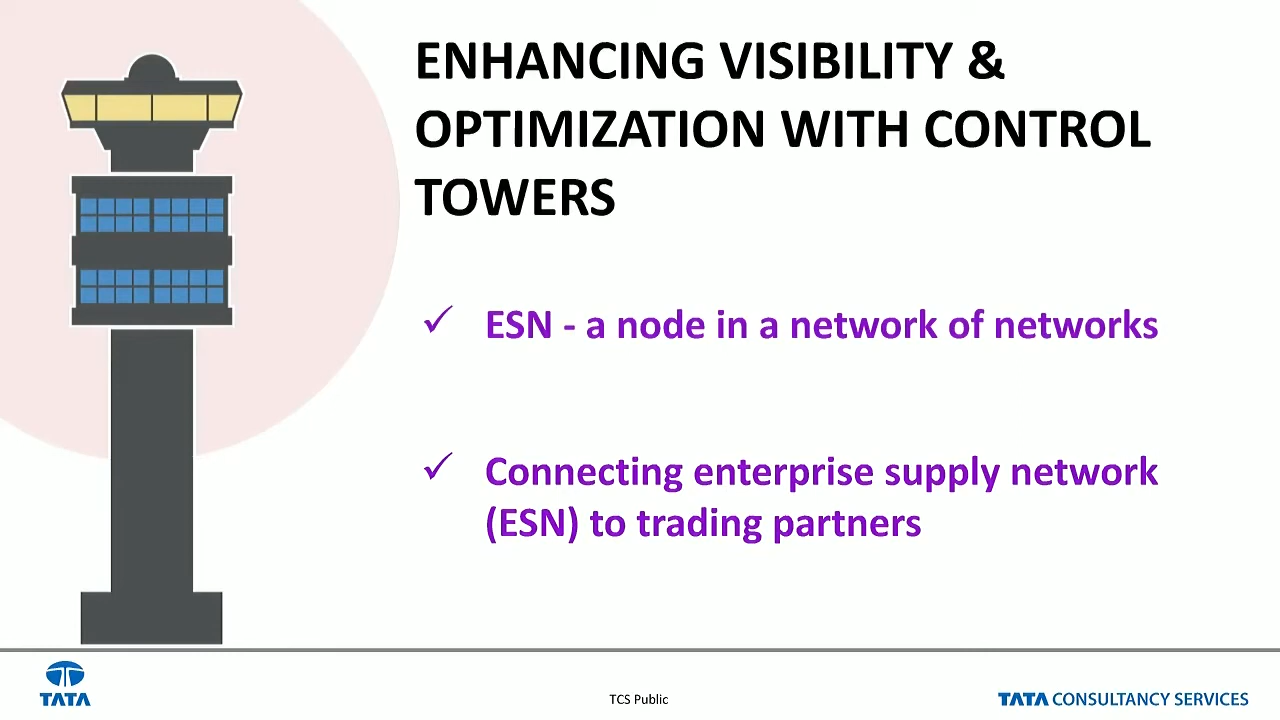 ENHANCING VISIBILITY &
OPTIMIZATION WITH CONTROL
TOWERS
✓ ESN - a node in a network of networks
✓ Connecting enterprise supply network
(ESN) to trading partners
TATA
TCS Public
TATA CONSULTANCY SERVICES